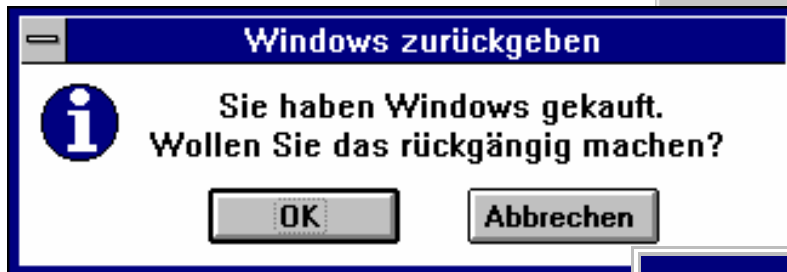 Windows zurückgeben
Sie haben Windows gekauft.
Wollen Sie das rückgängig machen?
OK
Abbrechen